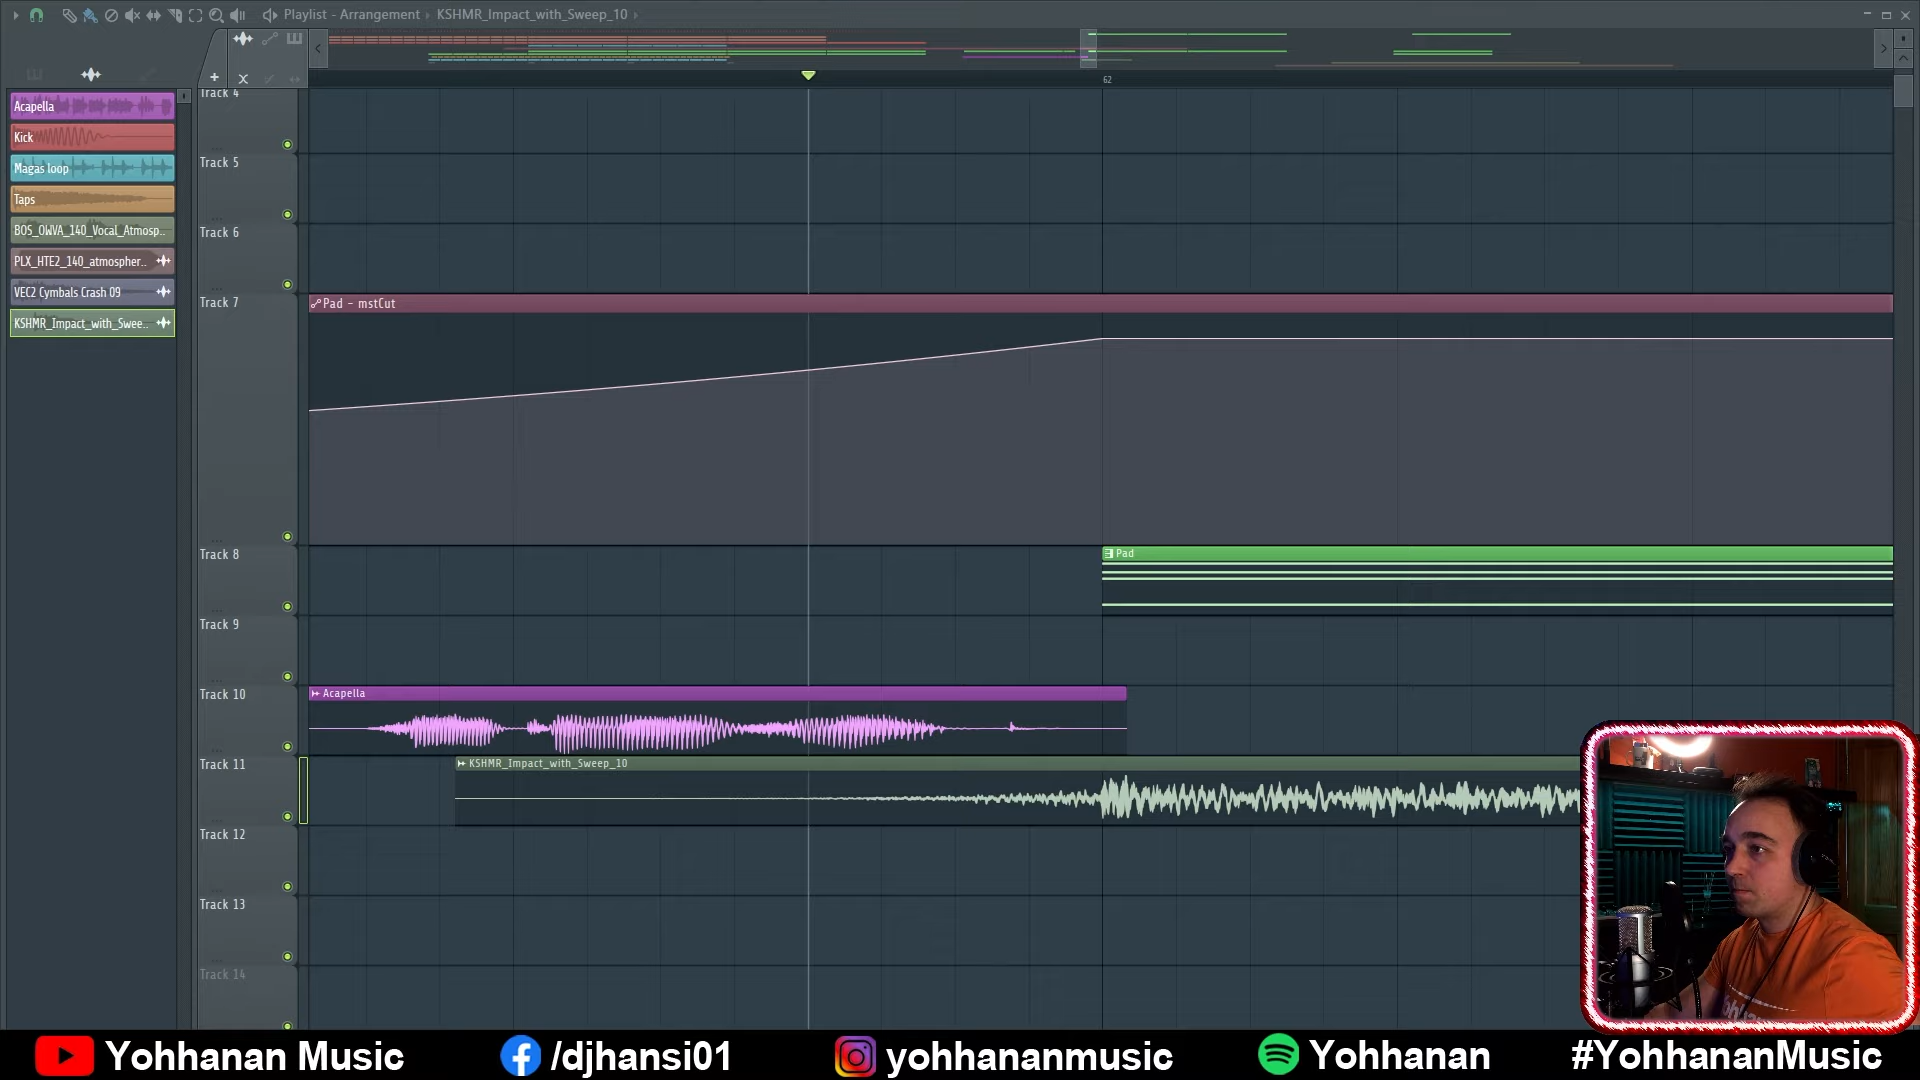 Playlist - Arrangement › KSHMR_Impact_with_Sweep_10 ›
62
Acapella
Kick
Magas loop
Taps
BOS_OWVA_140_Vocal_Atmosp..
PLX_HTE2_140_atmospher..
VEC2 Cymbals Crash 09
KSHMR_Impact_with_Swee..
Track 4
Track 5
Track 6
Track 7
Pad - mstCut
Track 8
Pad
Track 9
Track 10
Acapella
Track 11
KSHMR_Impact_with_Sweep_10
Track 12
Track 13
Track 14
Yohhanan Music
/djhansi01
yohhananmusic
Yohhanan
#YohhananMusic